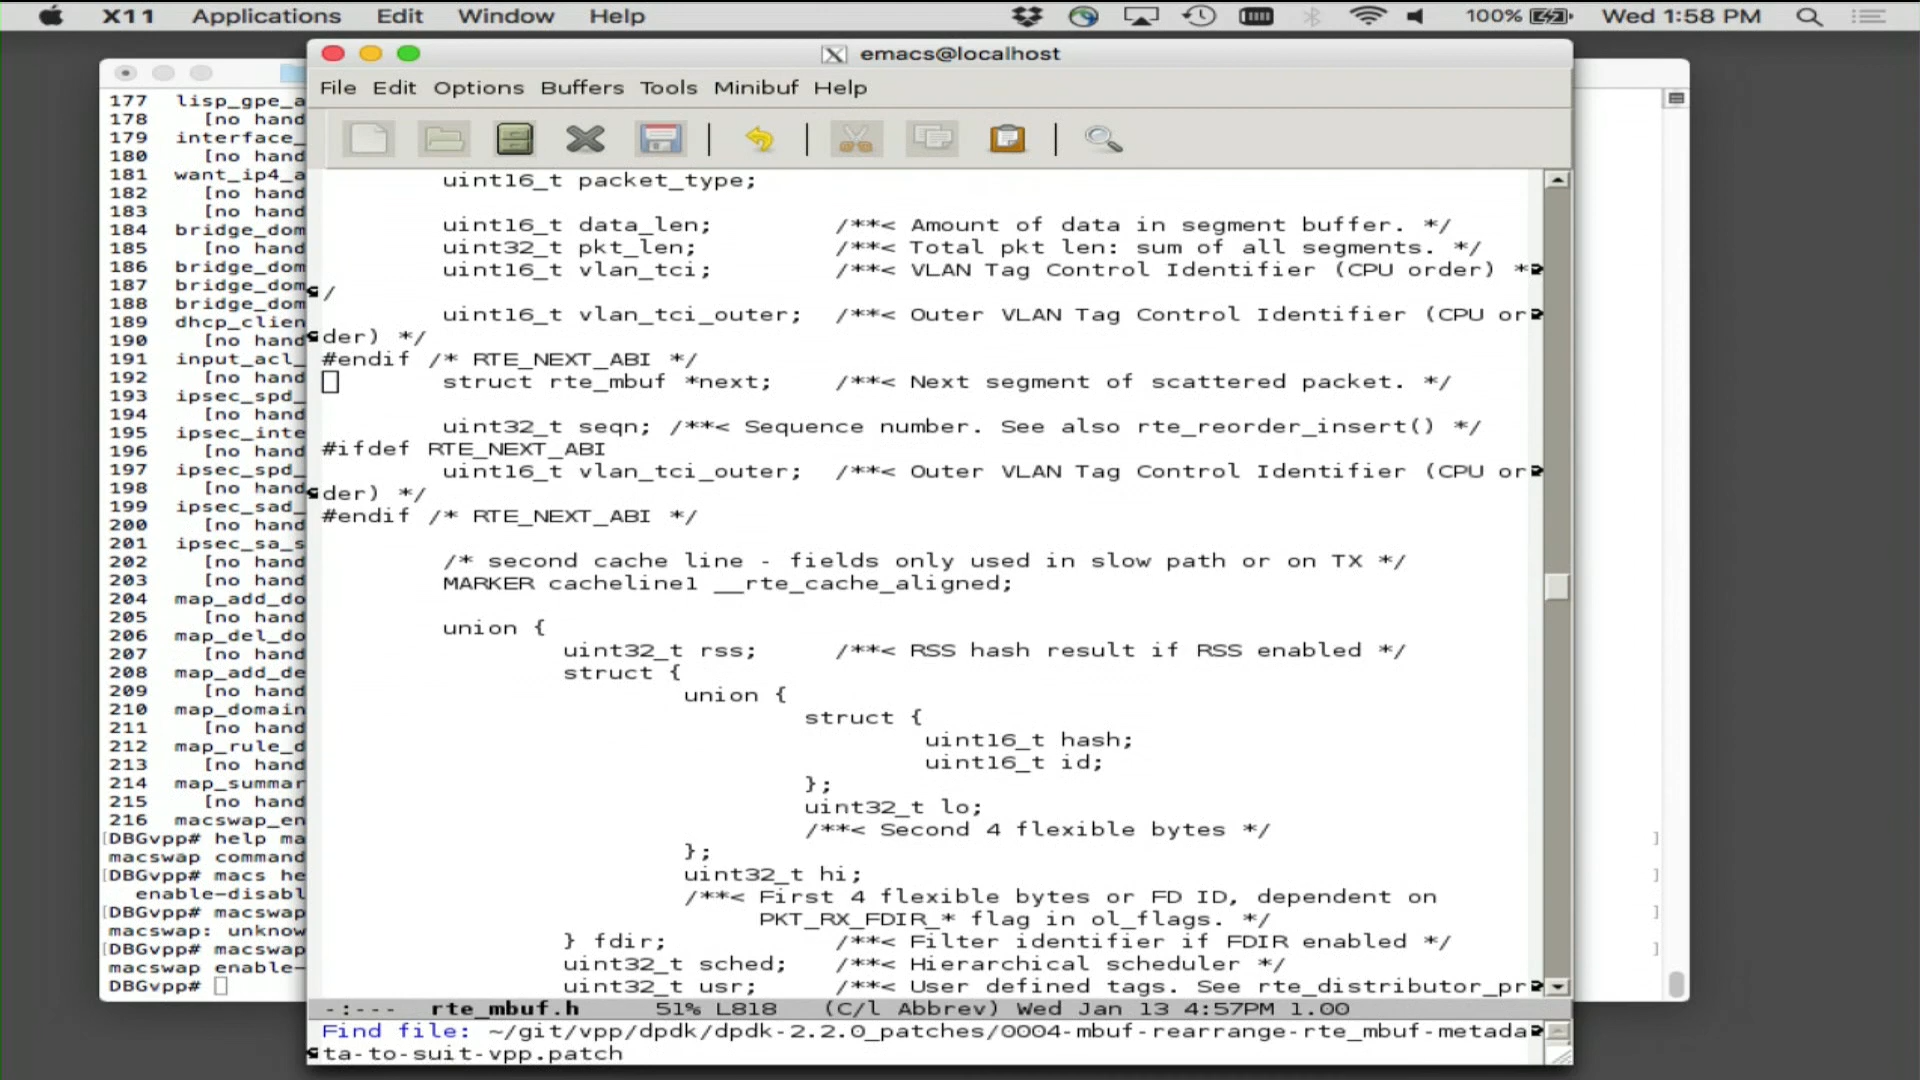 X11 Applications Edit Window Help 100% Wed 1:58 PM
emacs@localhost
File Edit Options Buffers Tools Minibuf Help
177 lisp_gpe_a
178 [no hand
179 interface_
180 [no hand
181 want_ip4_a
182 [no hand
183 [no hand
184 bridge_dom
185 [no hand
186 bridge_dom
187 bridge_dom
188 bridge_dom
189 dhcp_clien
190 [no hand
191 input_acl_
192 [no hand
193 ipsec_spd_
194 [no hand
195 ipsec_inte
196 [no hand
197 ipsec_spd_
198 [no hand
199 ipsec_sad_
200 [no hand
201 ipsec_sa_s
202 [no hand
203 [no hand
204 map_add_do
205 [no hand
206 map_del_do
207 [no hand
208 map_add_de
209 [no hand
210 map_domain
211 [no hand
212 map_rule_d
213 [no hand
214 map_summar
215 [no hand
216 macswap_en
[DBGvpp# help ma
macswap command
[DBGvpp# macs he
enable-disabl
[DBGvpp# macswap
macswap: unknow
[DBGvpp# macswap
macswap enable-
DBGvpp#
uint16_t packet_type;
uint16_t data_len; /**< Amount of data in segment buffer. */
uint32_t pkt_len; /**< Total pkt len: sum of all segments. */
uint16_t vlan_tci; /**< VLAN Tag Control Identifier (CPU order) *
/
uint16_t vlan_tci_outer; /**< Outer VLAN Tag Control Identifier (CPU or
der) */
#endif /* RTE_NEXT_ABI */
struct rte_mbuf *next; /**< Next segment of scattered packet. */
uint32_t seqn; /**< Sequence number. See also rte_reorder_insert() */
#ifdef RTE_NEXT_ABI
uint16_t vlan_tci_outer; /**< Outer VLAN Tag Control Identifier (CPU or
der) */
#endif /* RTE_NEXT_ABI */
/* second cache line - fields only used in slow path or on TX */
MARKER cacheline1 __rte_cache_aligned;
union {
uint32_t rss; /**< RSS hash result if RSS enabled */
struct {
union {
struct {
uint16_t hash;
uint16_t id;
};
uint32_t lo;
/**< Second 4 flexible bytes */
};
uint32_t hi;
/**< First 4 flexible bytes or FD ID, dependent on
PKT_RX_FDIR_* flag in ol_flags. */
} fdir; /**< Filter identifier if FDIR enabled */
uint32_t sched; /**< Hierarchical scheduler */
uint32_t usr; /**< User defined tags. See rte_distributor_pr
-:--- rte_mbuf.h 51% L818 (C/l Abbrev) Wed Jan 13 4:57PM 1.00
Find file: ~/git/vpp/dpdk/dpdk-2.2.0_patches/0004-mbuf-rearrange-rte_mbuf-metada
ta-to-suit-vpp.patch